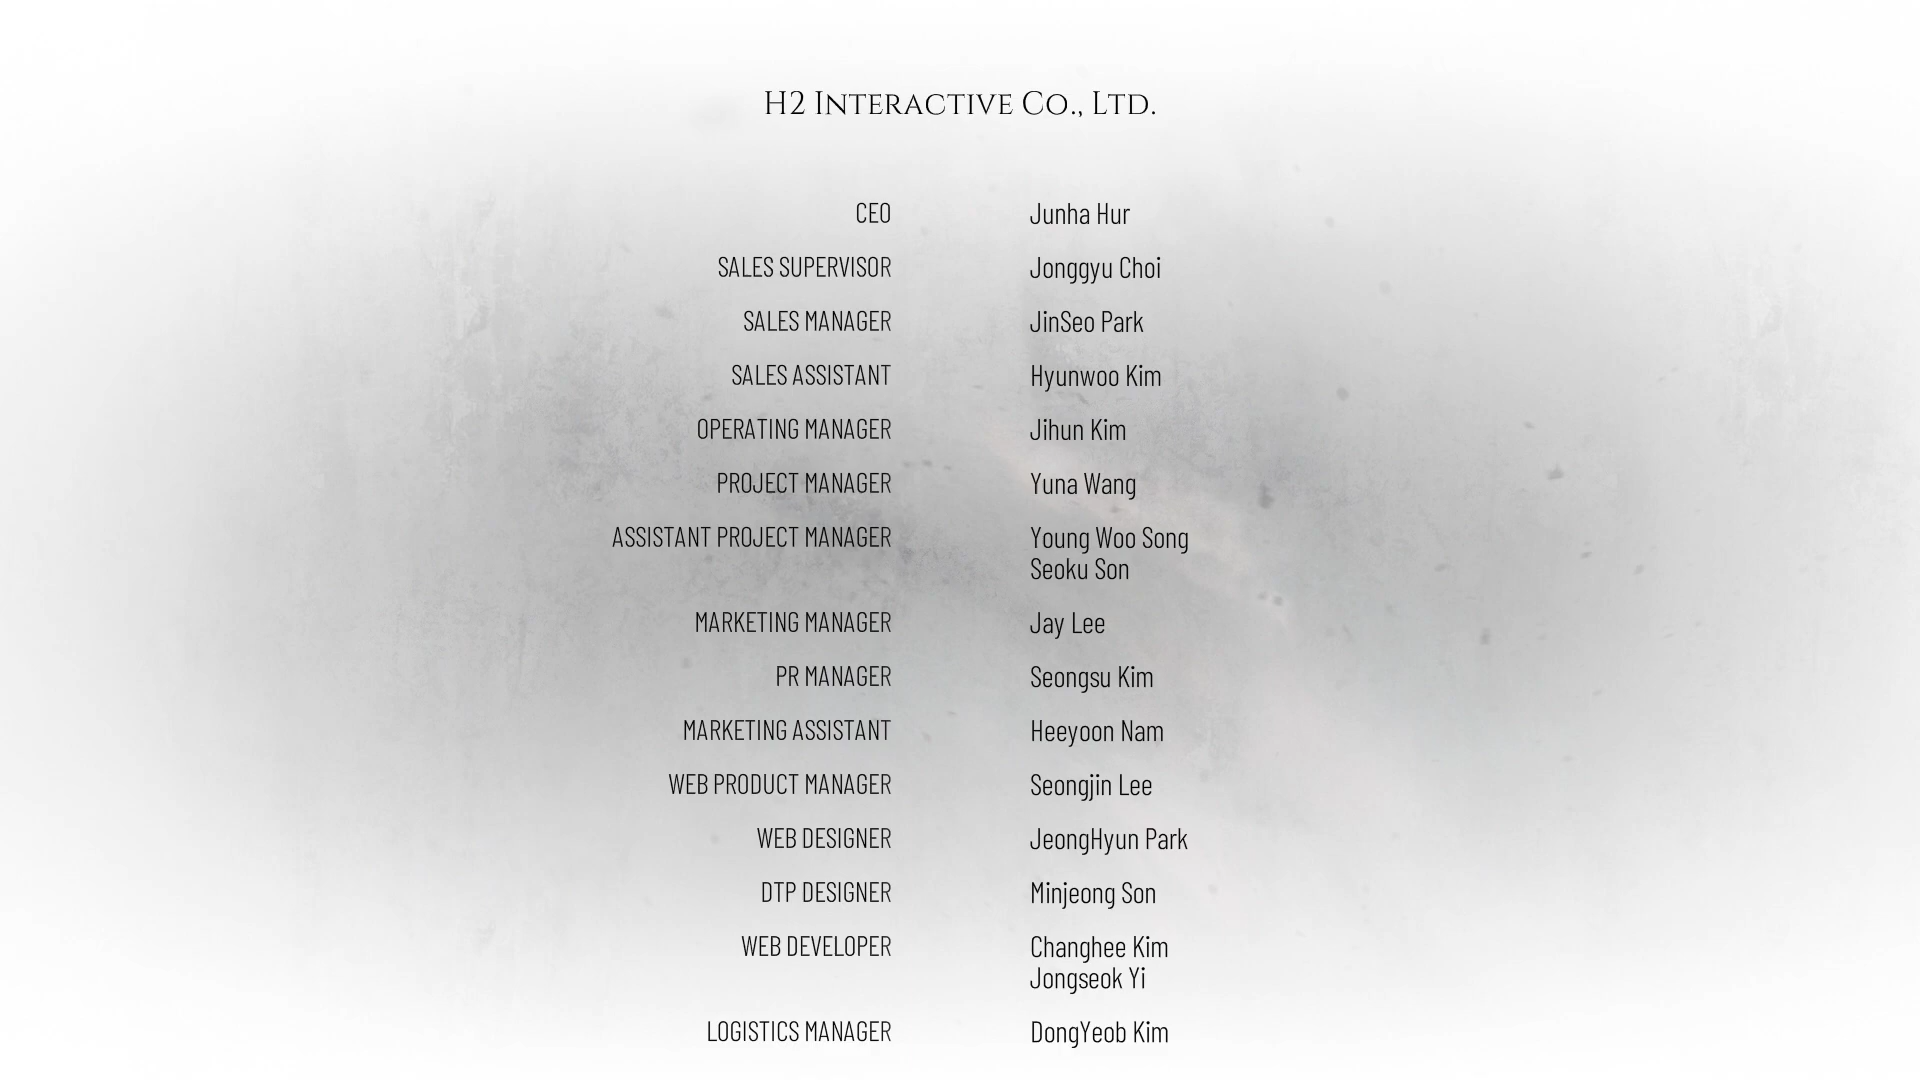 H2 Interactive Co., Ltd.
CEO Junha Hur
SALES SUPERVISOR Jonggyu Choi
SALES MANAGER JinSeo Park
SALES ASSISTANT Hyunwoo Kim
OPERATING MANAGER Jihun Kim
PROJECT MANAGER Yuna Wang
ASSISTANT PROJECT MANAGER Young Woo Song
Seoku Son
MARKETING MANAGER Jay Lee
PR MANAGER Seongsu Kim
MARKETING ASSISTANT Heeyoon Nam
WEB PRODUCT MANAGER Seongjin Lee
WEB DESIGNER JeongHyun Park
DTP DESIGNER Minjeong Son
WEB DEVELOPER Changhee Kim
Jongseok Yi
LOGISTICS MANAGER DongYeob Kim